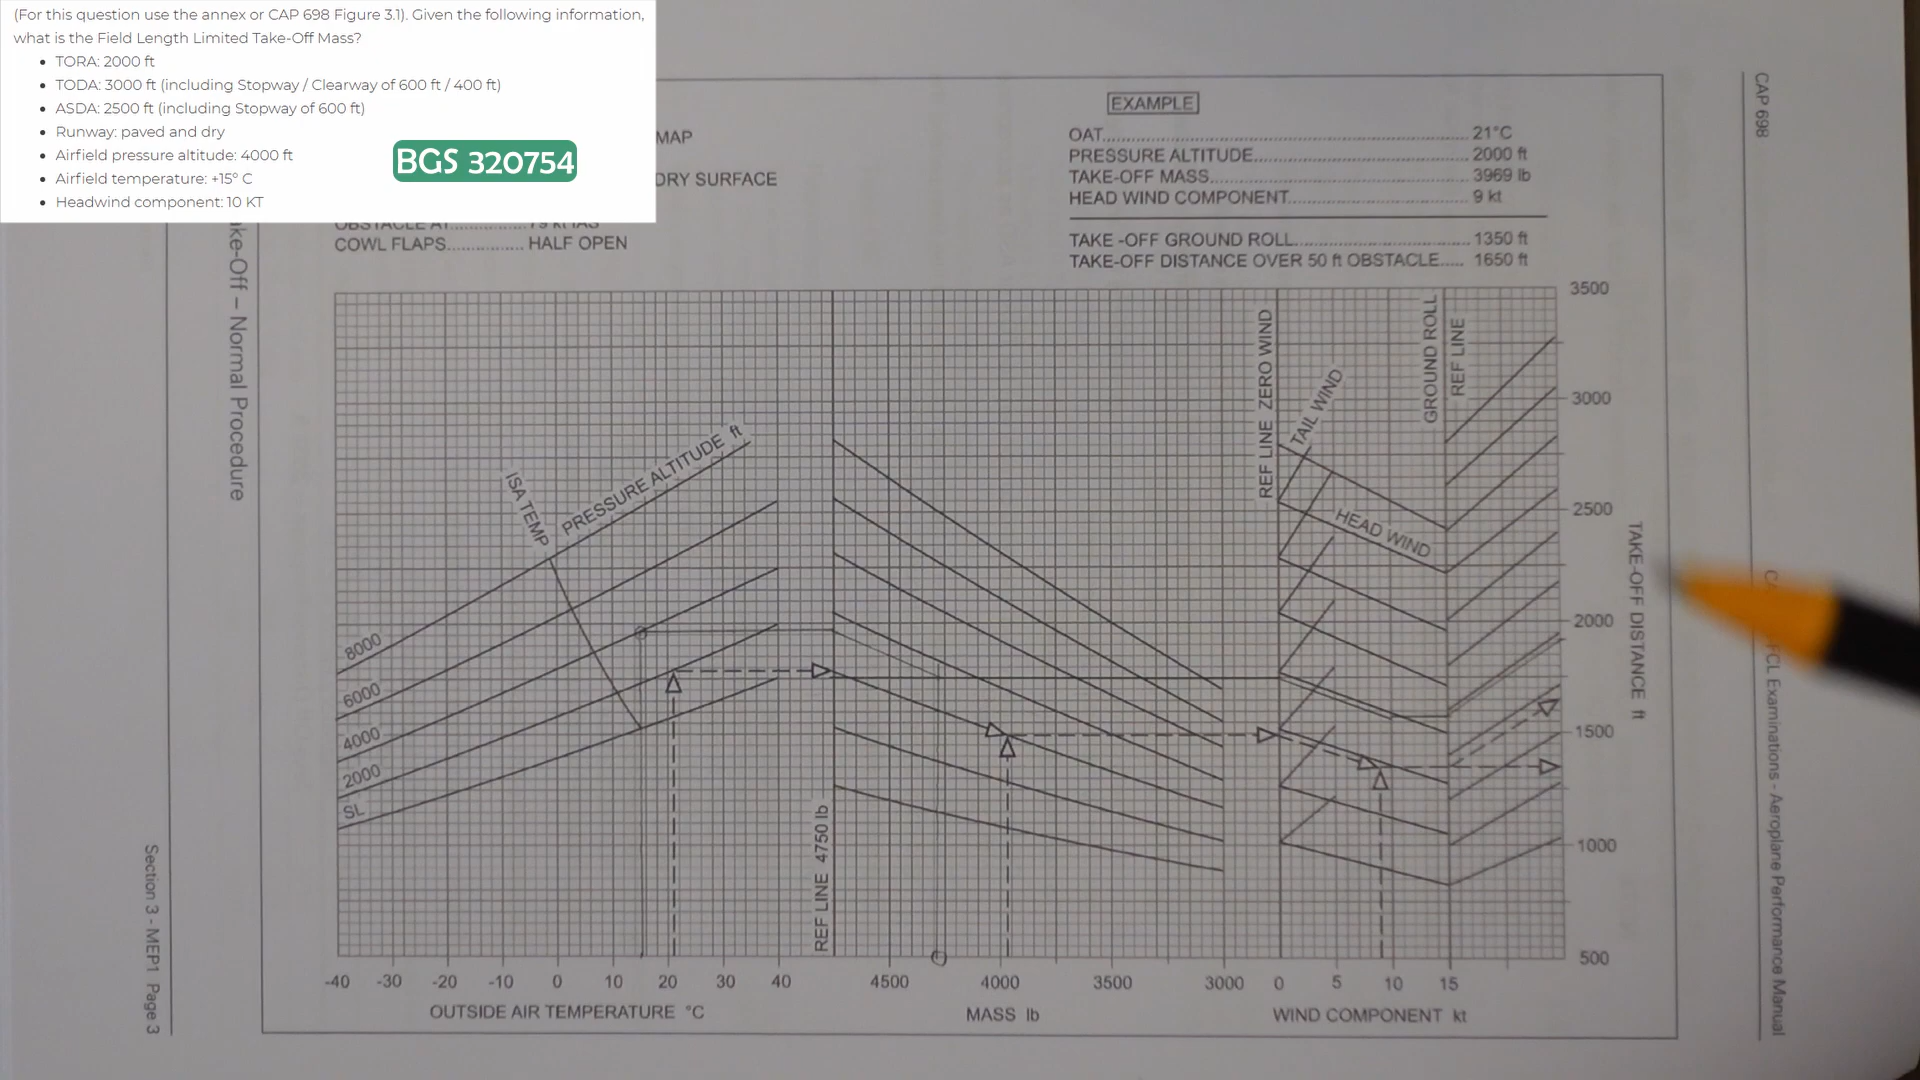 (For this question use the annex or CAP 698 Figure 3.1). Given the following information,
what is the Field Length Limited Take-Off Mass?
• TORA: 2000 ft
• TODA: 3000 ft (including Stopway / Clearway of 600 ft / 400 ft)
• ASDA: 2500 ft (including Stopway of 600 ft)
• Runway: paved and dry
• Airfield pressure altitude: 4000 ft
• Airfield temperature: +15° C
• Headwind component: 10 KT
BGS 320754
MAP
DRY SURFACE
COWL FLAPS............... HALF OPEN
EXAMPLE
OAT.................................................................. 21°C
PRESSURE ALTITUDE....................................... 2000 ft
TAKE-OFF MASS.............................................. 3969 lb
HEAD WIND COMPONENT................................ 9 kt
TAKE -OFF GROUND ROLL................................ 1350 ft
TAKE-OFF DISTANCE OVER 50 ft OBSTACLE..... 1650 ft
CAP 698
ke-Off – Normal Procedure
ISA TEMP
PRESSURE ALTITUDE ft
8000
6000
4000
2000
SL
REF LINE 4750 lb
REF LINE ZERO WIND
TAIL WIND
HEAD WIND
GROUND ROLL
REF LINE
3500
3000
2500
2000
1500
1000
500
TAKE-OFF DISTANCE ft
-40 -30 -20 -10 0 10 20 30 40
4500 4000 3500 3000
0 5 10 15
OUTSIDE AIR TEMPERATURE °C
MASS lb
WIND COMPONENT kt
Section 3 - MEP1 Page 3
FCL Examinations - Aeroplane Performance Manual